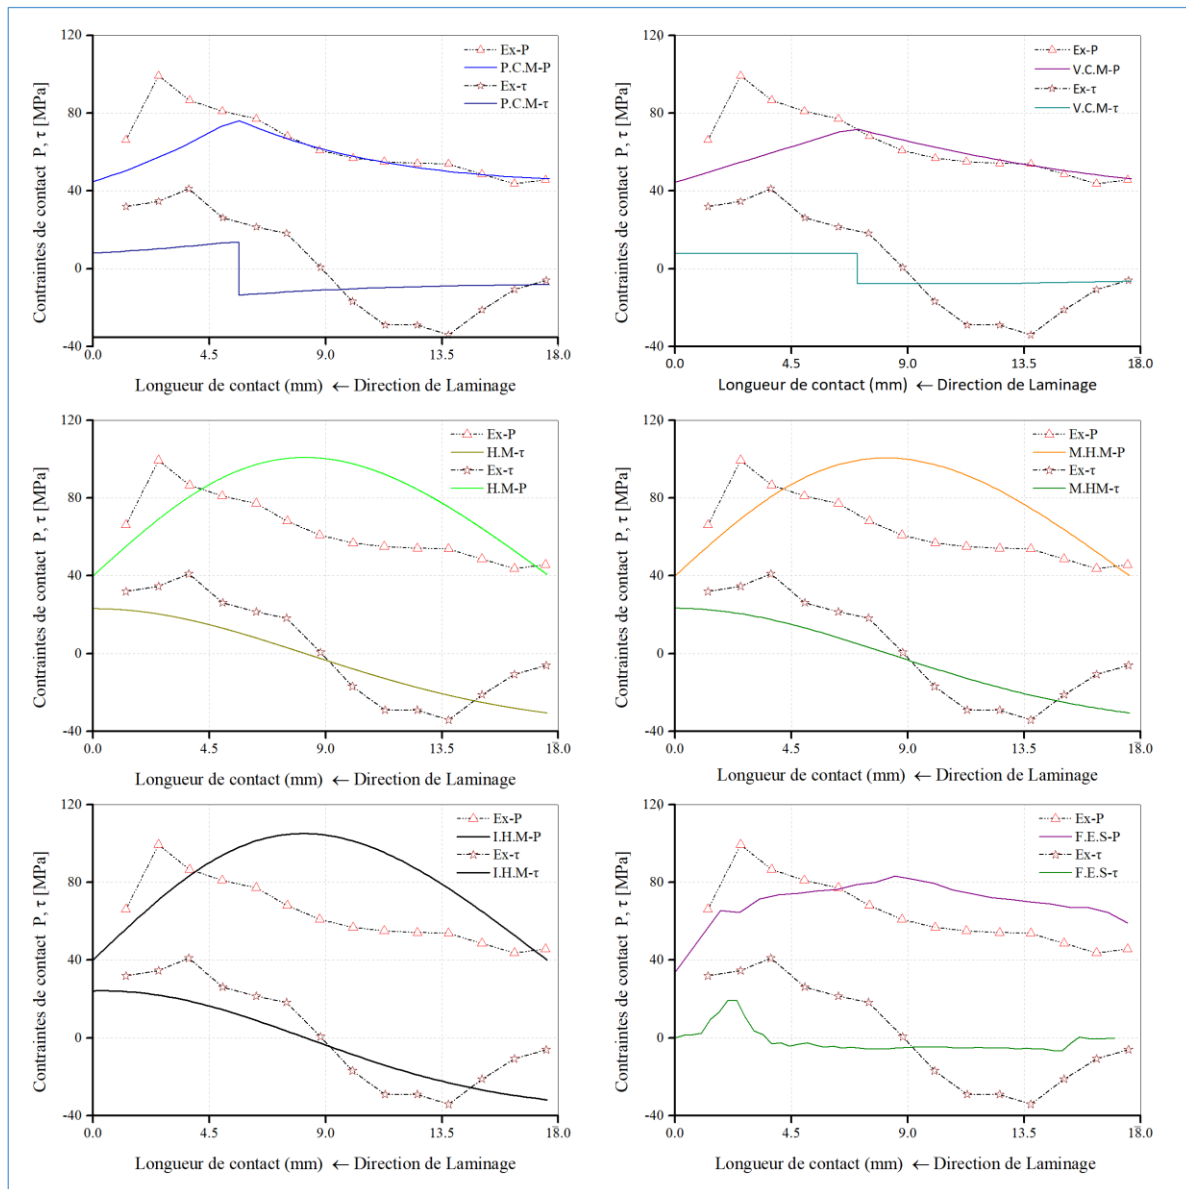 Contraintes de contact P, τ [MPa]
120
80
40
0
-40
0.0 4.5 9.0 13.5 18.0
Ex-P
P.C.M-P
Ex-τ
P.C.M-τ
Longueur de contact (mm) ← Direction de Laminage
Contraintes de contact P, τ [MPa]
120
80
40
0
-40
0.0 4.5 9.0 13.5 18.0
Ex-P
V.C.M-P
Ex-τ
V.C.M-τ
Longueur de contact (mm) ← Direction de Laminage
Contraintes de contact P, τ [MPa]
120
80
40
0
-40
0.0 4.5 9.0 13.5 18.0
Ex-P
H.M-τ
Ex-τ
H.M-P
Longueur de contact (mm) ← Direction de Laminage
Contraintes de contact P, τ [MPa]
120
80
40
0
-40
0.0 4.5 9.0 13.5 18.0
Ex-P
M.H.M-P
Ex-τ
M.HM-τ
Longueur de contact (mm) ← Direction de Laminage
Contraintes de contact P, τ [MPa]
120
80
40
0
-40
0.0 4.5 9.0 13.5 18.0
Ex-P
I.H.M-P
Ex-τ
I.H.M-τ
Longueur de contact (mm) ← Direction de Laminage
Contraintes de contact P, τ [MPa]
120
80
40
0
-40
0.0 4.5 9.0 13.5 18.0
Ex-P
F.E.S-P
Ex-τ
F.E.S-τ
Longueur de contact (mm) ← Direction de Laminage